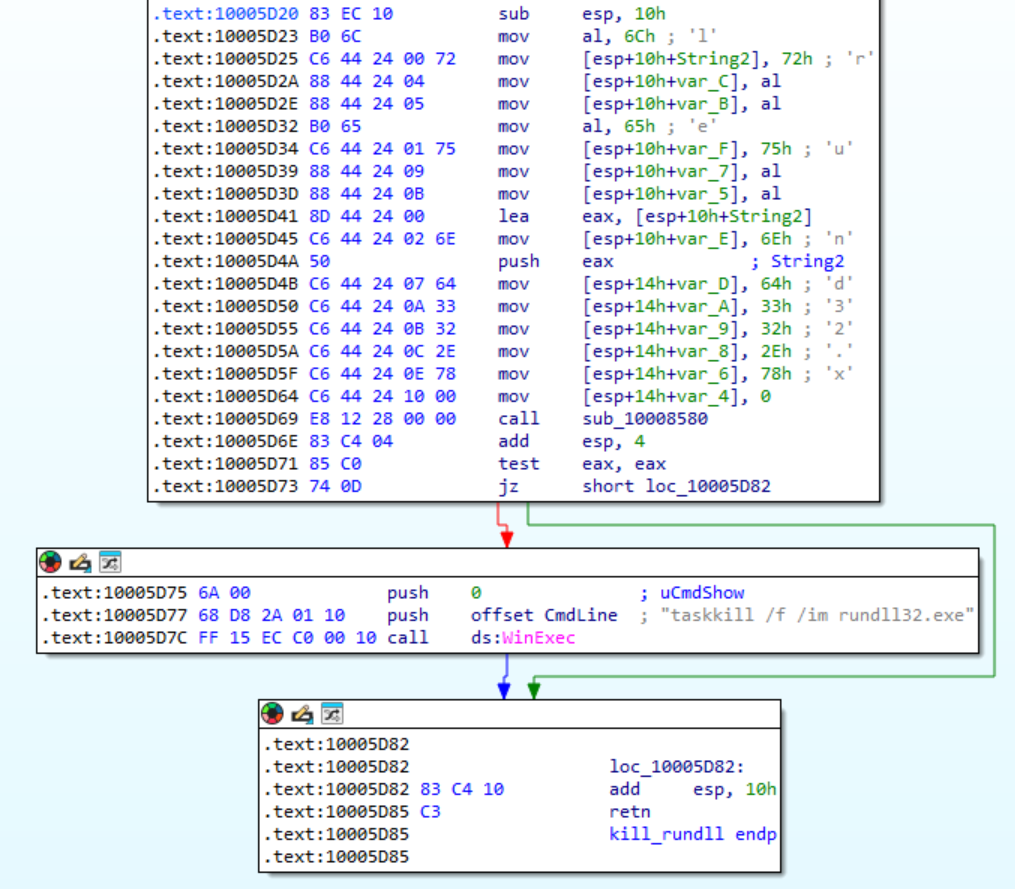 .text:10005D20 83 EC 10 sub esp, 10h
.text:10005D23 B0 6C mov al, 6Ch ; 'l'
.text:10005D25 C6 44 24 00 72 mov [esp+10h+String2], 72h ; 'r'
.text:10005D2A 88 44 24 04 mov [esp+10h+var_C], al
.text:10005D2E 88 44 24 05 mov [esp+10h+var_B], al
.text:10005D32 B0 65 mov al, 65h ; 'e'
.text:10005D34 C6 44 24 01 75 mov [esp+10h+var_F], 75h ; 'u'
.text:10005D39 88 44 24 09 mov [esp+10h+var_7], al
.text:10005D3D 88 44 24 0B mov [esp+10h+var_5], al
.text:10005D41 8D 44 24 00 lea eax, [esp+10h+String2]
.text:10005D45 C6 44 24 02 6E mov [esp+10h+var_E], 6Eh ; 'n'
.text:10005D4A 50 push eax ; String2
.text:10005D4B C6 44 24 07 64 mov [esp+14h+var_D], 64h ; 'd'
.text:10005D50 C6 44 24 0A 33 mov [esp+14h+var_A], 33h ; '3'
.text:10005D55 C6 44 24 0B 32 mov [esp+14h+var_9], 32h ; '2'
.text:10005D5A C6 44 24 0C 2E mov [esp+14h+var_8], 2Eh ; '.'
.text:10005D5F C6 44 24 0E 78 mov [esp+14h+var_6], 78h ; 'x'
.text:10005D64 C6 44 24 10 00 mov [esp+14h+var_4], 0
.text:10005D69 E8 12 28 00 00 call sub_10008580
.text:10005D6E 83 C4 04 add esp, 4
.text:10005D71 85 C0 test eax, eax
.text:10005D73 74 0D jz short loc_10005D82
.text:10005D75 6A 00 push 0 ; uCmdShow
.text:10005D77 68 D8 2A 01 10 push offset CmdLine ; "taskkill /f /im rundll32.exe"
.text:10005D7C FF 15 EC C0 00 10 call ds:WinExec
.text:10005D82
.text:10005D82 loc_10005D82:
.text:10005D82 83 C4 10 add esp, 10h
.text:10005D85 C3 retn
.text:10005D85 kill_rundll endp
.text:10005D85